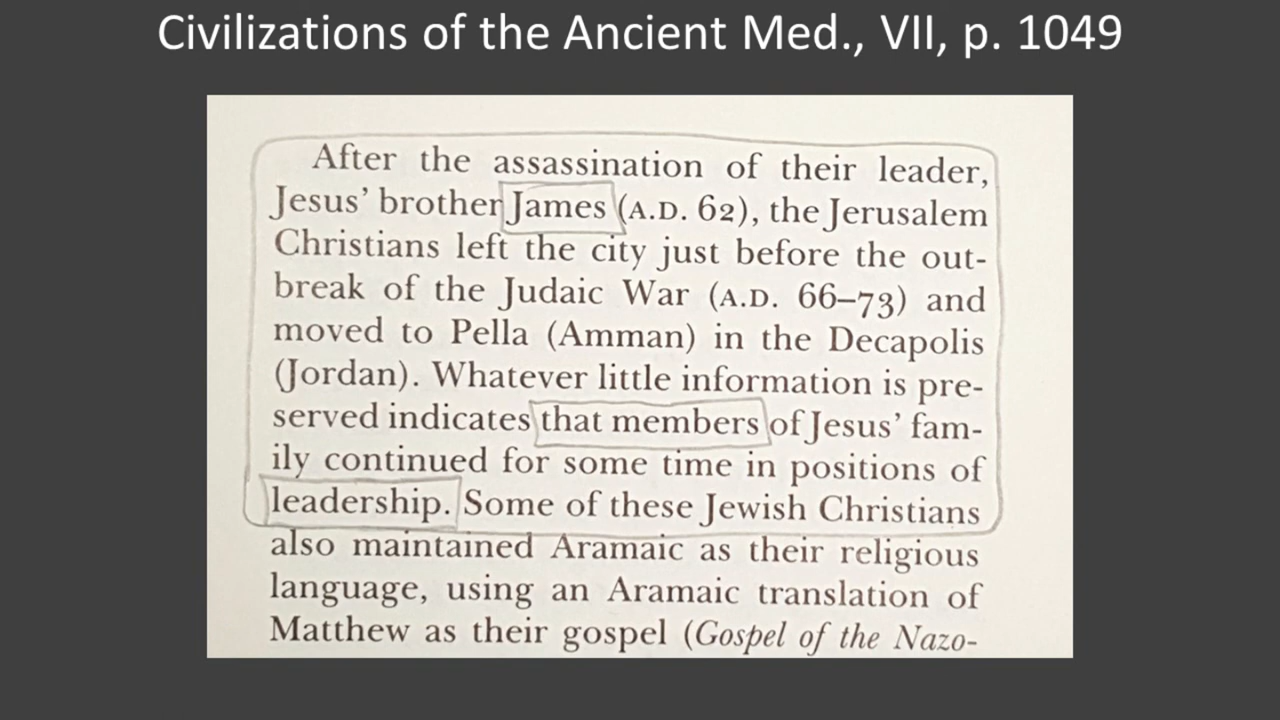 Civilizations of the Ancient Med., VII, p. 1049
After the assassination of their leader,
Jesus’ brother James (A.D. 62), the Jerusalem
Christians left the city just before the out-
break of the Judaic War (A.D. 66–73) and
moved to Pella (Amman) in the Decapolis
(Jordan). Whatever little information is pre-
served indicates that members of Jesus’ fam-
ily continued for some time in positions of
leadership. Some of these Jewish Christians
also maintained Aramaic as their religious
language, using an Aramaic translation of
Matthew as their gospel (Gospel of the Nazo-